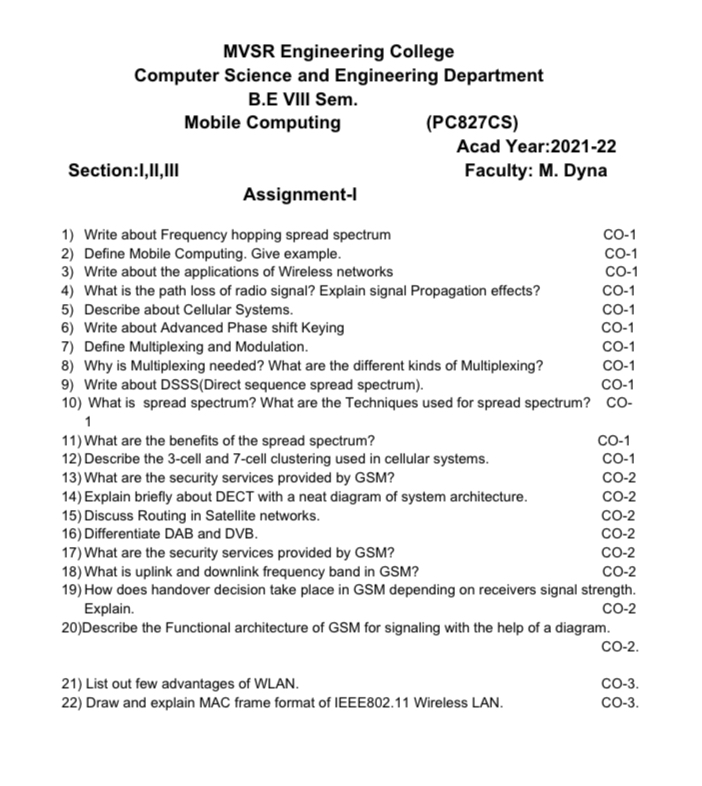 MVSR Engineering College
Computer Science and Engineering Department
B.E VIII Sem.
Mobile Computing (PC827CS)
Acad Year:2021-22
Section:I,II,III Faculty: M. Dyna
Assignment-I
1) Write about Frequency hopping spread spectrum CO-1
2) Define Mobile Computing. Give example. CO-1
3) Write about the applications of Wireless networks CO-1
4) What is the path loss of radio signal? Explain signal Propagation effects? CO-1
5) Describe about Cellular Systems. CO-1
6) Write about Advanced Phase shift Keying CO-1
7) Define Multiplexing and Modulation. CO-1
8) Why is Multiplexing needed? What are the different kinds of Multiplexing? CO-1
9) Write about DSSS(Direct sequence spread spectrum). CO-1
10) What is spread spectrum? What are the Techniques used for spread spectrum? CO-
1
11) What are the benefits of the spread spectrum? CO-1
12) Describe the 3-cell and 7-cell clustering used in cellular systems. CO-1
13) What are the security services provided by GSM? CO-2
14) Explain briefly about DECT with a neat diagram of system architecture. CO-2
15) Discuss Routing in Satellite networks. CO-2
16) Differentiate DAB and DVB. CO-2
17) What are the security services provided by GSM? CO-2
18) What is uplink and downlink frequency band in GSM? CO-2
19) How does handover decision take place in GSM depending on receivers signal strength.
Explain. CO-2
20)Describe the Functional architecture of GSM for signaling with the help of a diagram.
CO-2.
21) List out few advantages of WLAN. CO-3.
22) Draw and explain MAC frame format of IEEE802.11 Wireless LAN. CO-3.